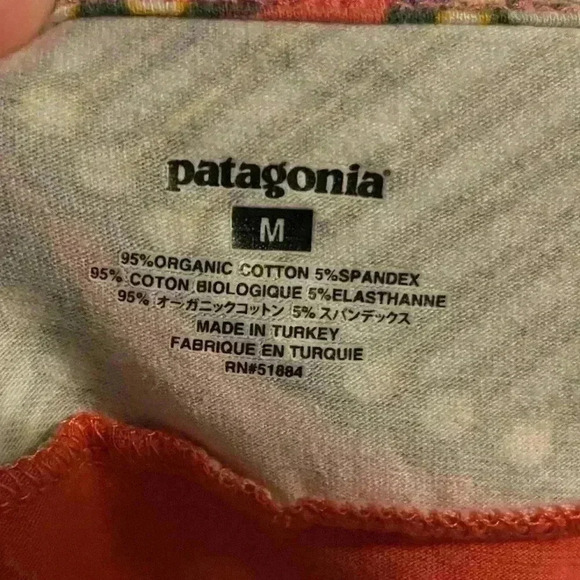 patagonia®
M
95%ORGANIC COTTON 5%SPANDEX
95% COTON BIOLOGIQUE 5%ELASTHANNE
95% オーガニックコットン 5% スパンデックス
MADE IN TURKEY
FABRIQUE EN TURQUIE
RN#51884